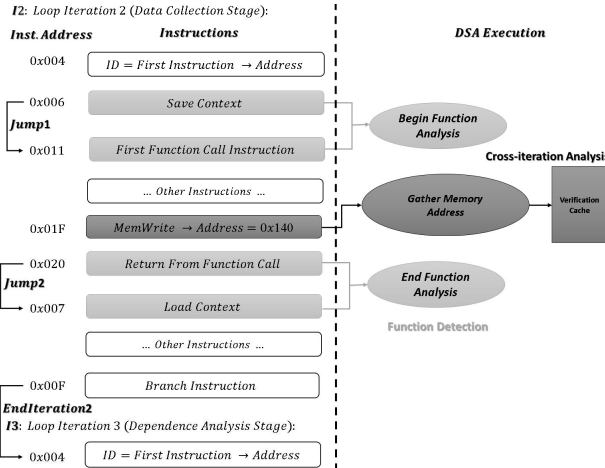 I2: Loop Iteration 2 (Data Collection Stage):
Inst. Address Instructions DSA Execution
0x004 ID = First Instruction → Address
0x006 Save Context
Begin Function
Analysis
Jump1
0x011 First Function Call Instruction
Cross-iteration Analysis
... Other Instructions ...
Gather Memory
Address
Verification
Cache
0x01F MemWrite → Address = 0x140
0x020 Return From Function Call
End Function
Analysis
Jump2
0x007 Load Context
Function Detection
... Other Instructions ...
0x00F Branch Instruction
EndIteration2
I3: Loop Iteration 3 (Dependence Analysis Stage):
0x004 ID = First Instruction → Address